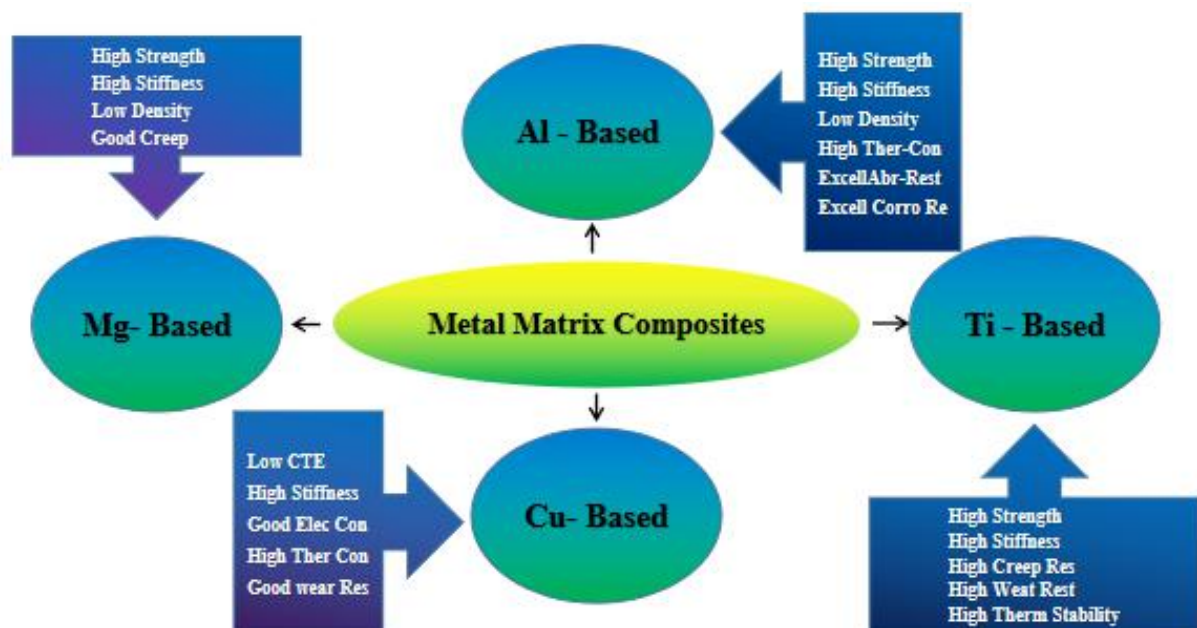 High Strength
High Stiffness
Low Density
Good Creep
Al - Based
High Strength
High Stiffness
Low Density
High Ther-Con
ExcellAbr-Rest
Excell Corro Re
Mg- Based
Metal Matrix Composites
Ti - Based
Low CTE
High Stiffness
Good Elec Con
High Ther Con
Good wear Res
Cu- Based
High Strength
High Stiffness
High Creep Res
High Weat Rest
High Therm Stability